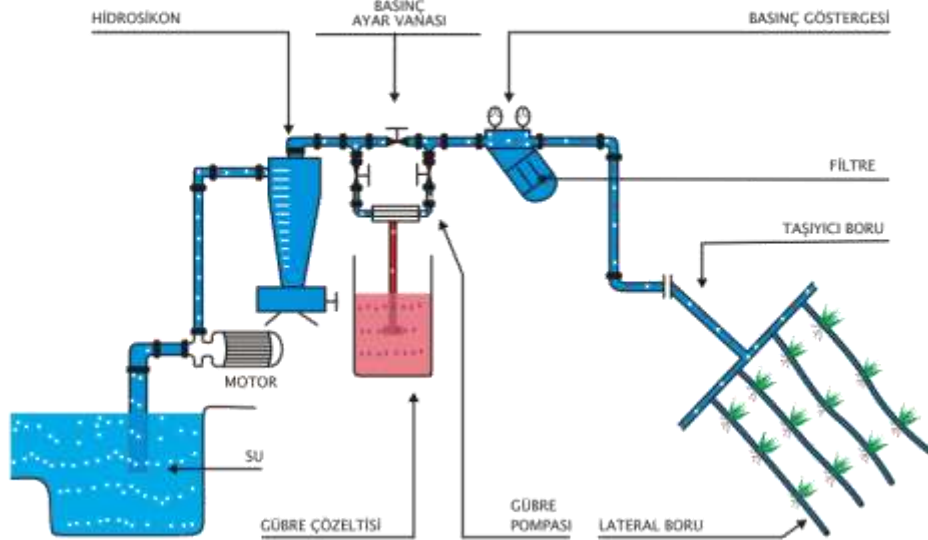 HİDROSİKON
BASINÇ
AYAR VANASI
BASINÇ GÖSTERGESİ
FİLTRE
TAŞIYICI BORU
MOTOR
SU
GÜBRE ÇÖZELTİSİ
GÜBRE
POMPASI
LATERAL BORU